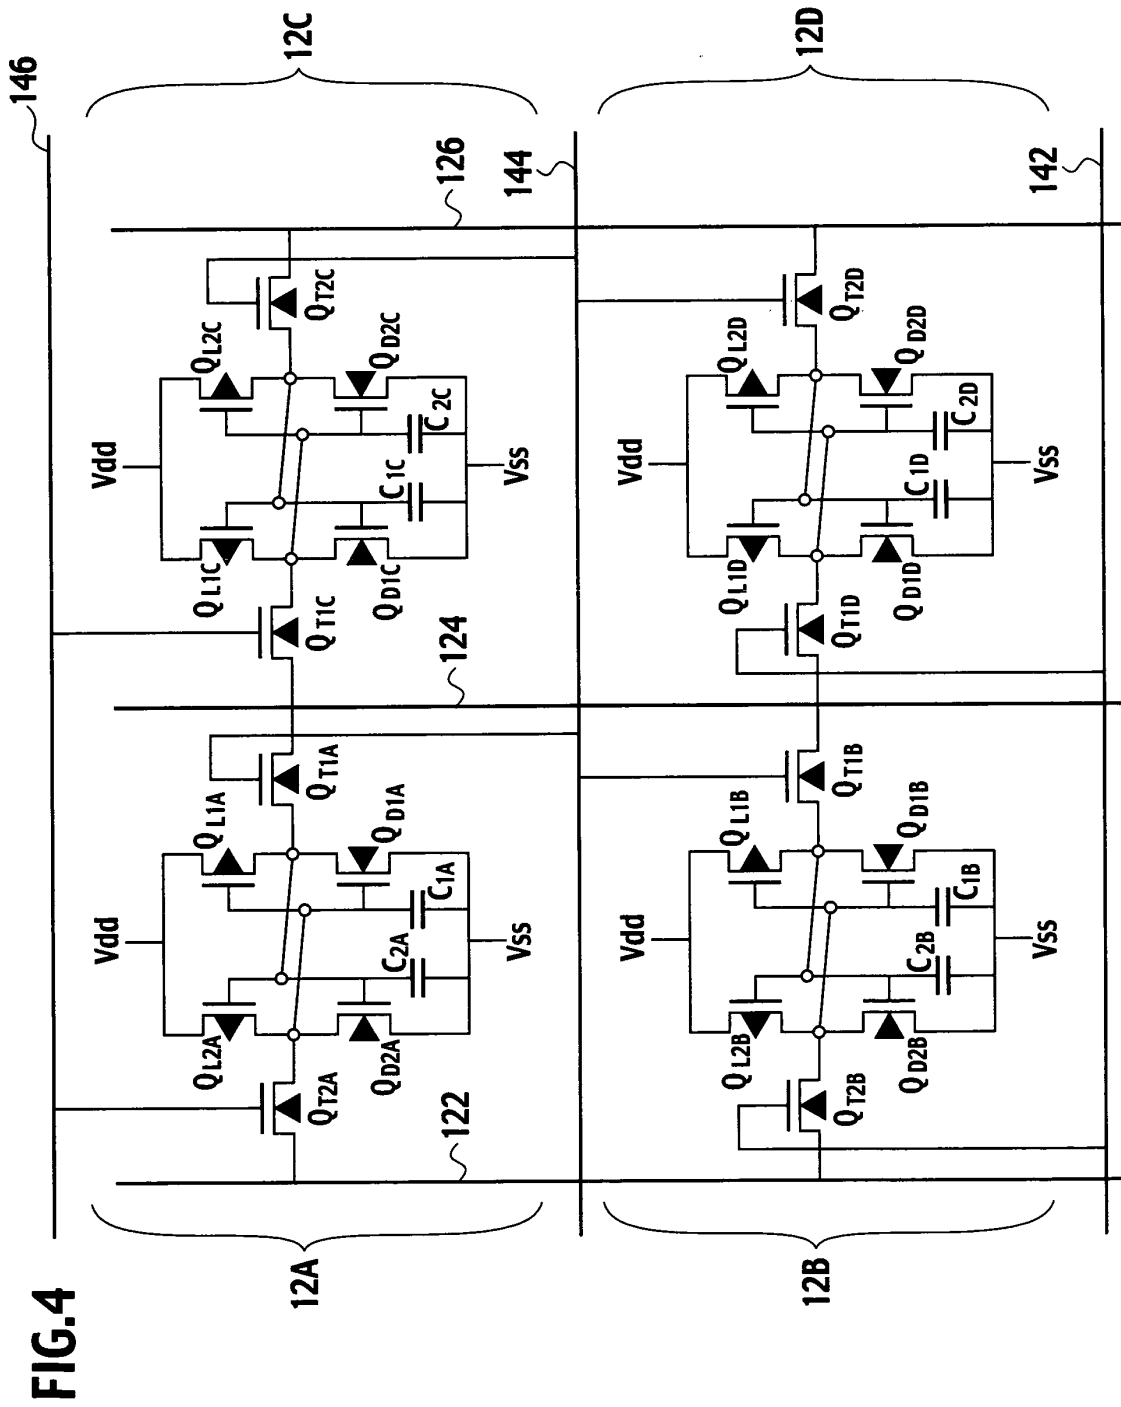 FIG.4
146
12A
12C
122
124
126
Vdd
QL2A
QL1A
QT2A
QT1A
QD2A
QD1A
C2A
C1A
Vss
Vdd
QL1C
QL2C
QT1C
QT2C
QD1C
QD2C
C1C
C2C
Vss
144
12B
12D
Vdd
QL2B
QL1B
QT2B
QT1B
QD2B
QD1B
C2B
C1B
Vss
Vdd
QL1D
QL2D
QT1D
QT2D
QD1D
QD2D
C1D
C2D
Vss
142